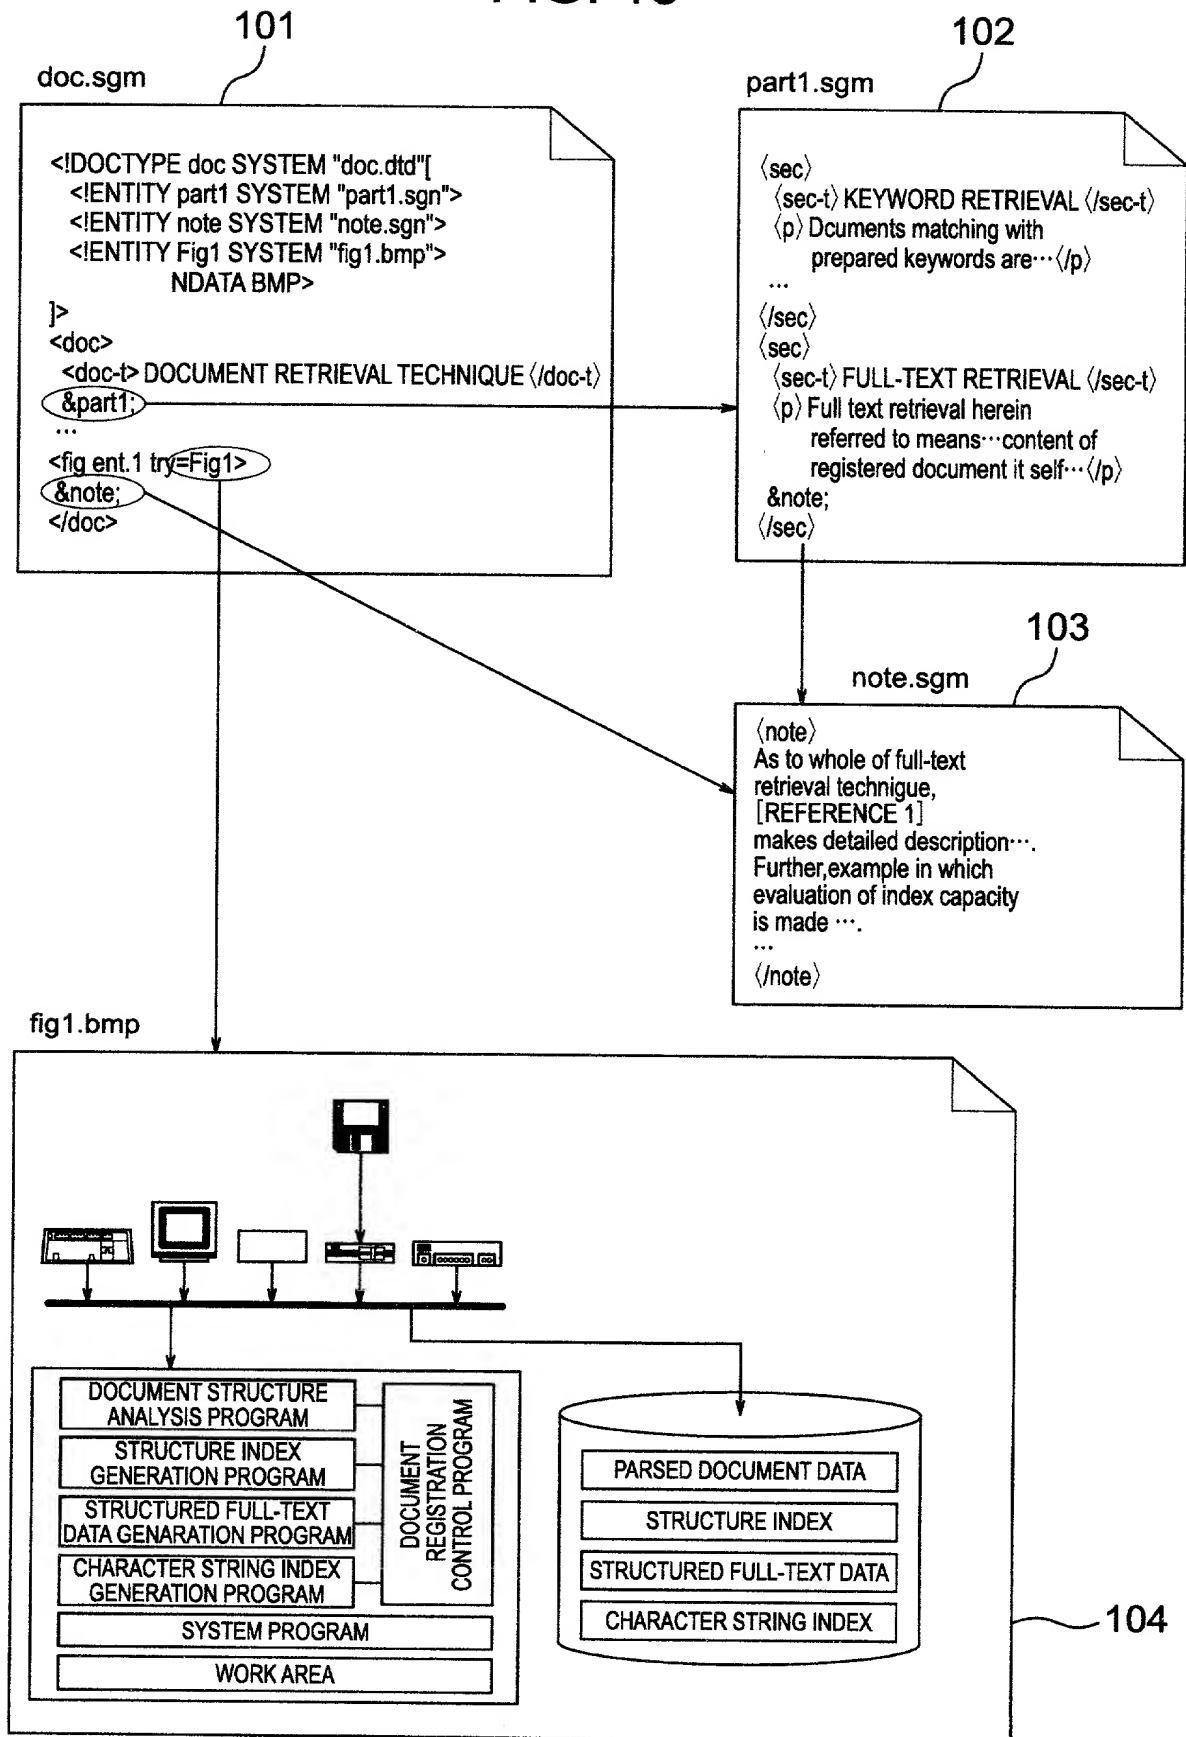 101
doc.sgm
<!DOCTYPE doc SYSTEM "doc.dtd"[
<!ENTITY part1 SYSTEM "part1.sgn">
<!ENTITY note SYSTEM "note.sgn">
<!ENTITY Fig1 SYSTEM "fig1.bmp">
NDATA BMP>
]>
<doc>
<doc-t> DOCUMENT RETRIEVAL TECHNIQUE 〈/doc-t〉
&part1;
...
<fig ent.1 try=Fig1>
&note;
</doc>
102
part1.sgm
〈sec〉
〈sec-t〉 KEYWORD RETRIEVAL 〈/sec-t〉
〈p〉 Dcuments matching with
prepared keywords are⋯〈/p〉
...
〈/sec〉
〈sec〉
〈sec-t〉 FULL-TEXT RETRIEVAL 〈/sec-t〉
〈p〉 Full text retrieval herein
referred to means⋯content of
registered document it self⋯〈/p〉
&note;
〈/sec〉
103
note.sgm
〈note〉
As to whole of full-text
retrieval technigue,
[REFERENCE 1]
makes detailed description⋯.
Further,example in which
evaluation of index capacity
is made ⋯.
...
〈/note〉
fig1.bmp
DOCUMENT STRUCTURE
ANALYSIS PROGRAM
STRUCTURE INDEX
GENERATION PROGRAM
STRUCTURED FULL-TEXT
DATA GENARATION PROGRAM
CHARACTER STRING INDEX
GENERATION PROGRAM
DOCUMENT
REGISTRATION
CONTROL PROGRAM
SYSTEM PROGRAM
WORK AREA
PARSED DOCUMENT DATA
STRUCTURE INDEX
STRUCTURED FULL-TEXT DATA
CHARACTER STRING INDEX
104